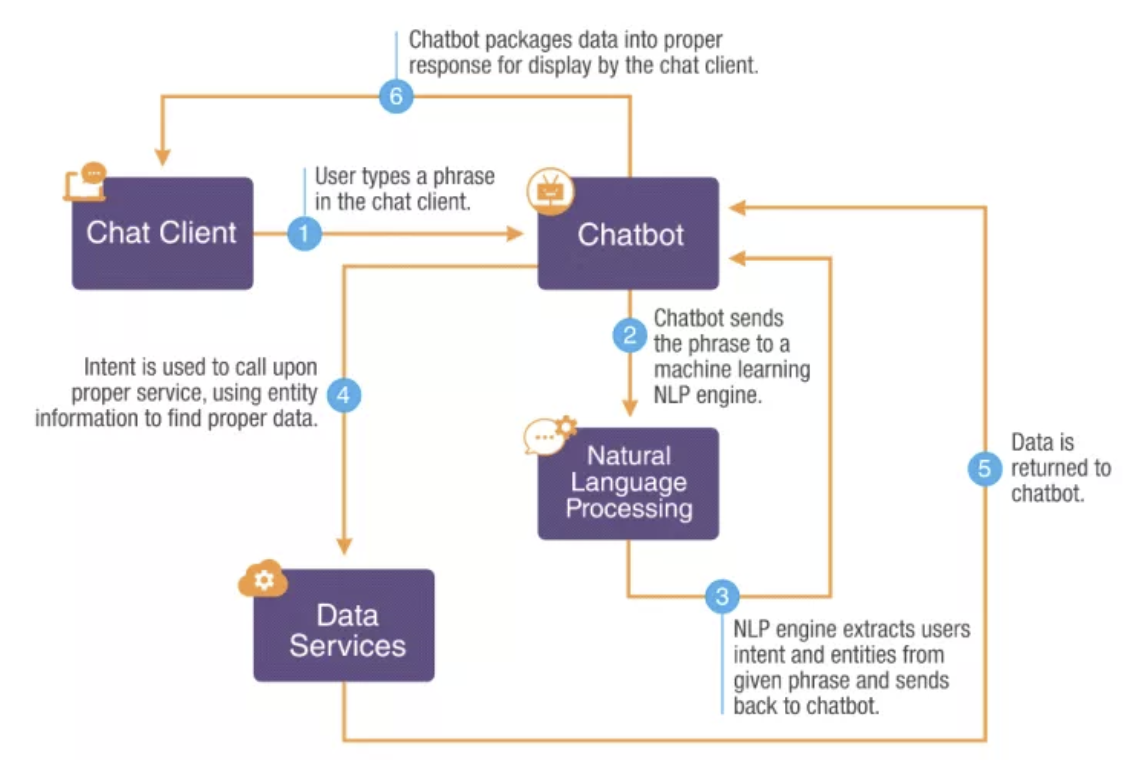 Chatbot packages data into proper
response for display by the chat client.
6
User types a phrase
in the chat client.
Chat Client
1
Chatbot
2
Chatbot sends
the phrase to a
machine learning
NLP engine.
Intent is used to call upon
proper service, using entity
information to find proper data.
4
Natural
Language
Processing
5
Data is
returned to
chatbot.
3
NLP engine extracts users
intent and entities from
given phrase and sends
back to chatbot.
Data
Services